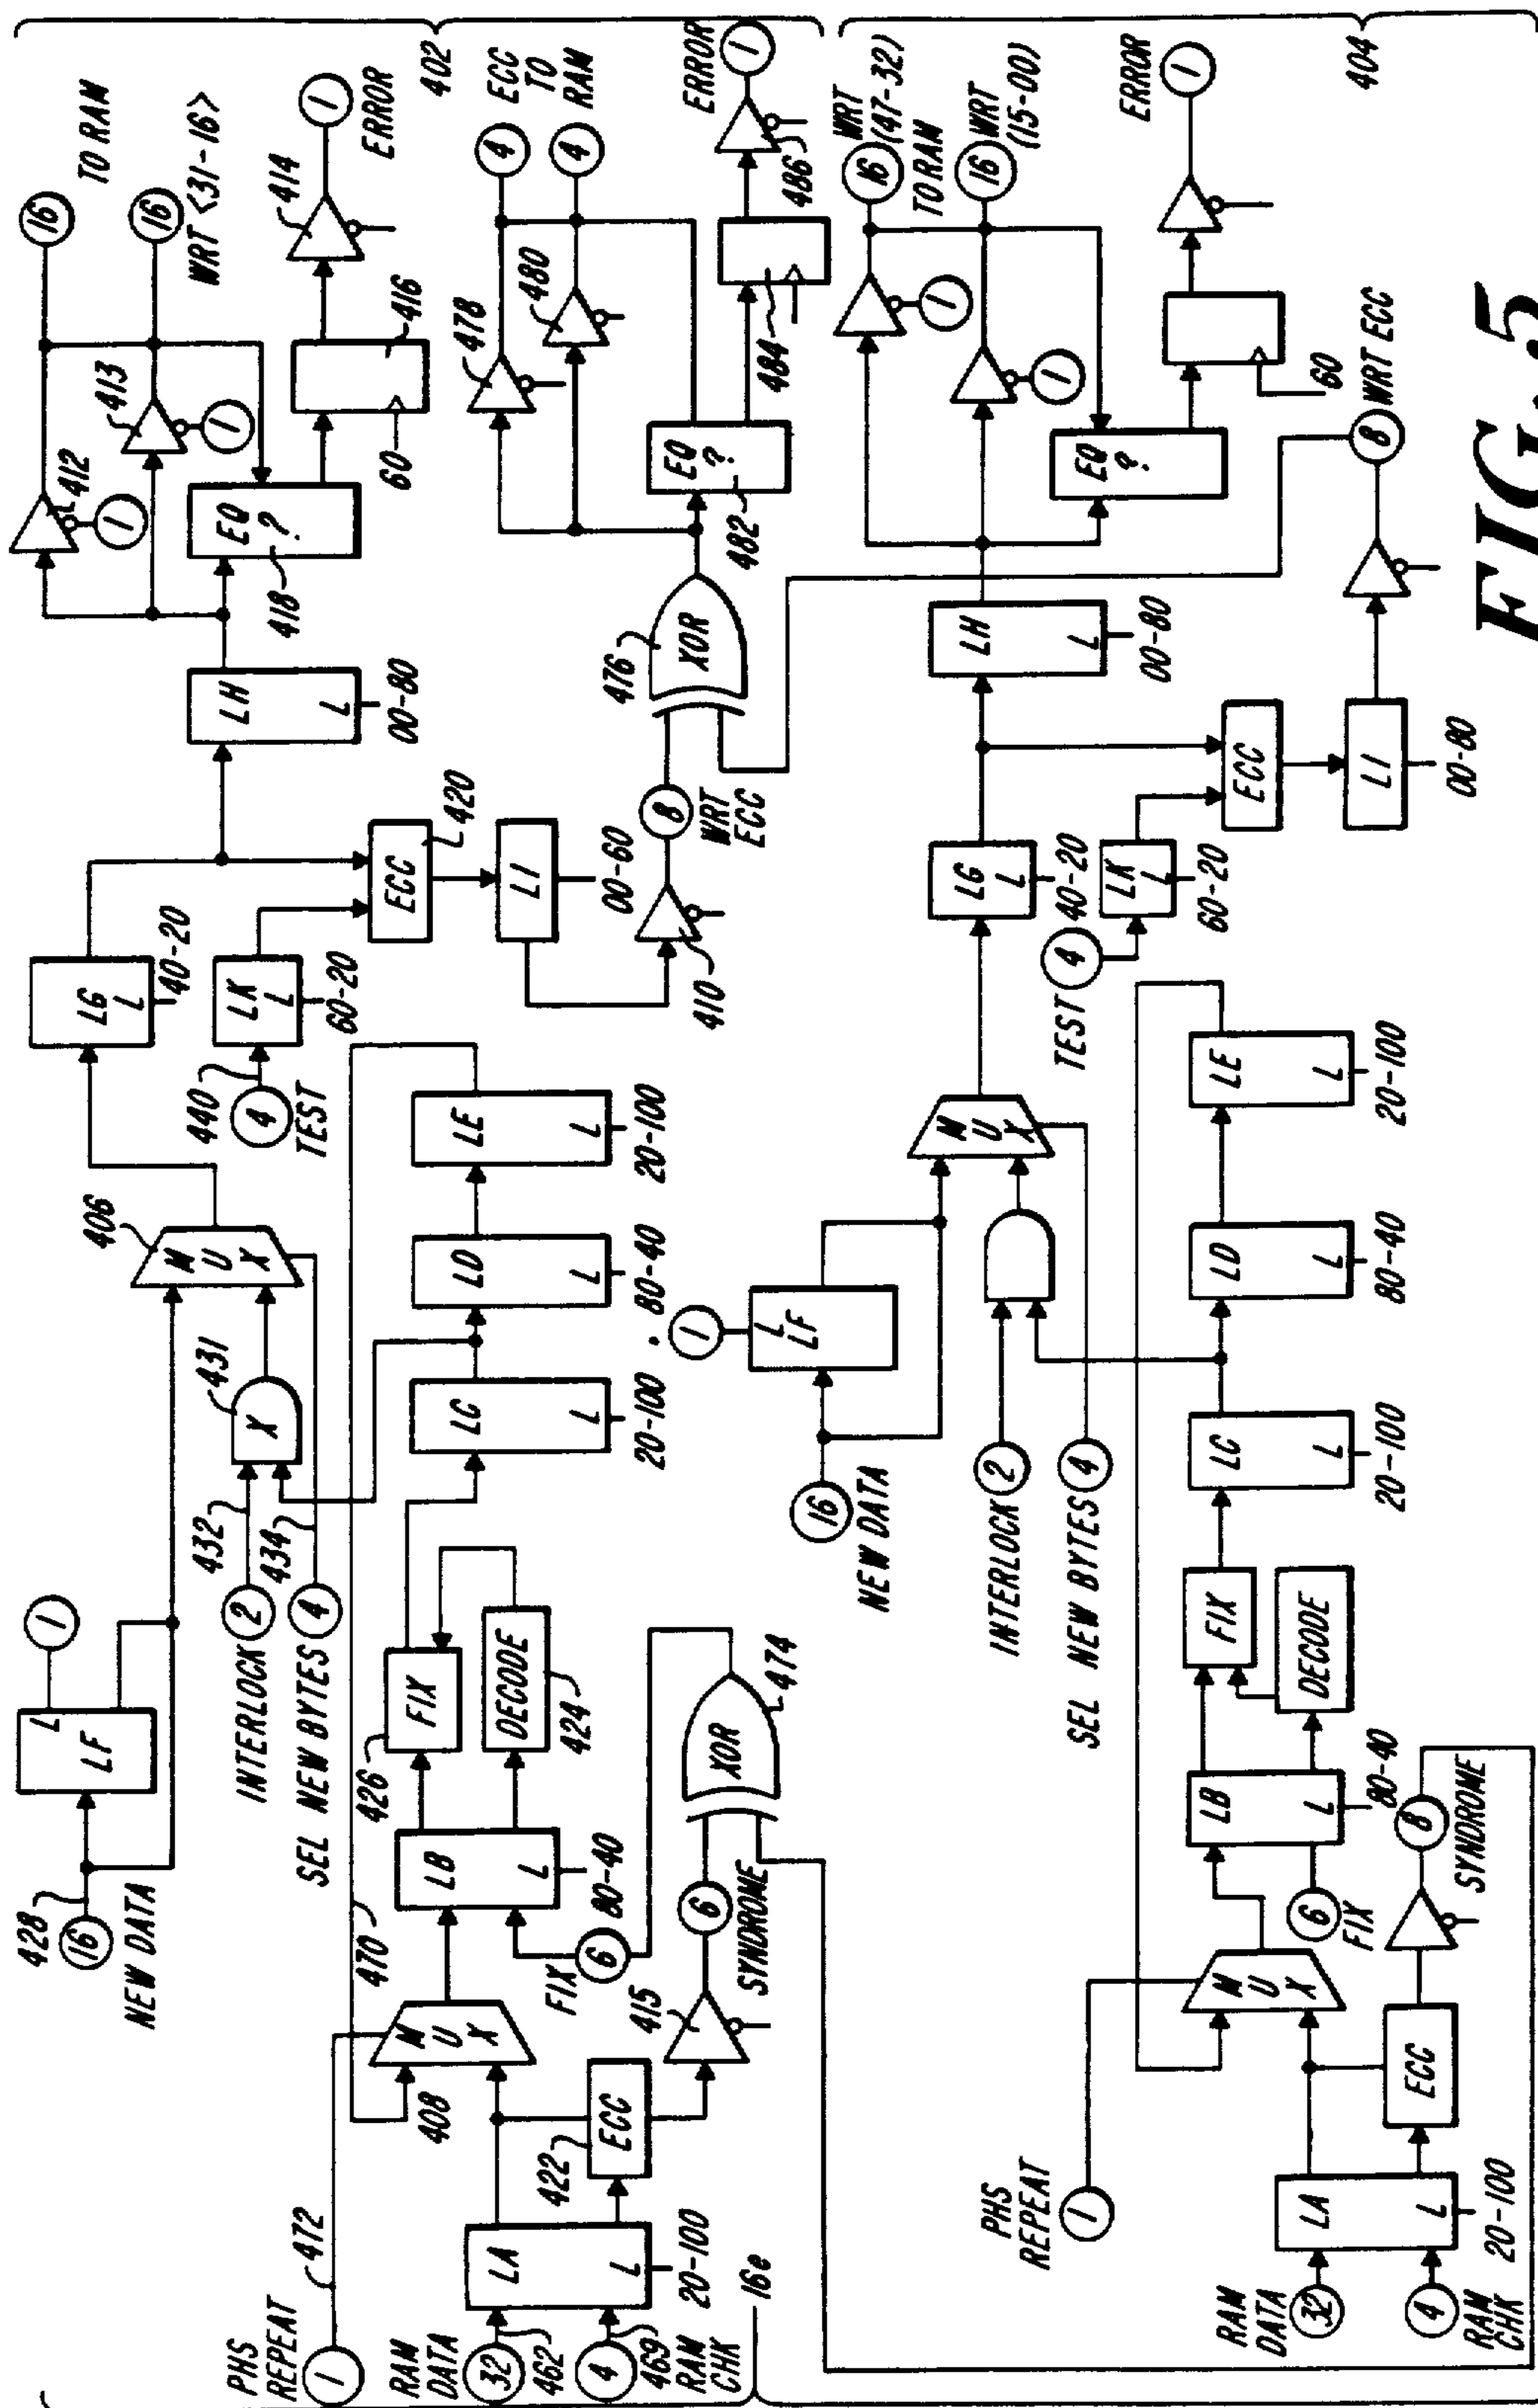 PHS
REPEAT
1
472
RAM
DATA
32
462
4
469
RAM
CHK
LA
L
20-100
16e
422
ECC
408
MUX
470
415
SYNDROME
6
FIX
6
LB
L
80-40
426
FIX
DECODE
424
XOR
474
428
16
NEW DATA
L
LF
1
INTERLOCK
2
432
434
SEL NEW BYTES
4
X
431
MUX
406
LC
L
20-100
LD
L
80-40
LE
L
20-100
440
4
TEST
LG
L
40-20
LK
L
60-20
ECC
420
LI
00-60
410
8
WRT
ECC
LH
L
00-80
476
XOR
412
1
413
1
EQ
?
418
16
TO RAM
16
WRT <31-16>
416
60
414
1
ERROR
402
478
480
EQ
?
482
4
4
ECC
TO
RAM
484
486
1
ERROR
PHS
REPEAT
1
RAM
DATA
32
4
RAM
CHK
LA
L
20-100
ECC
MUX
8
SYNDROME
6
FIX
LB
L
80-40
FIX
DECODE
16
NEW DATA
L
LF
1
INTERLOCK
2
SEL NEW BYTES
4
MUX
LC
L
20-100
LD
L
80-40
LE
L
20-100
TEST
4
LG
L
40-20
LK
L
60-20
ECC
LI
00-80
LH
L
00-80
1
1
EQ
?
16
WRT
(47-32)
TO RAM
16
WRT
(15-00)
60
8
WRT ECC
1
ERROR
404
FIG. 5